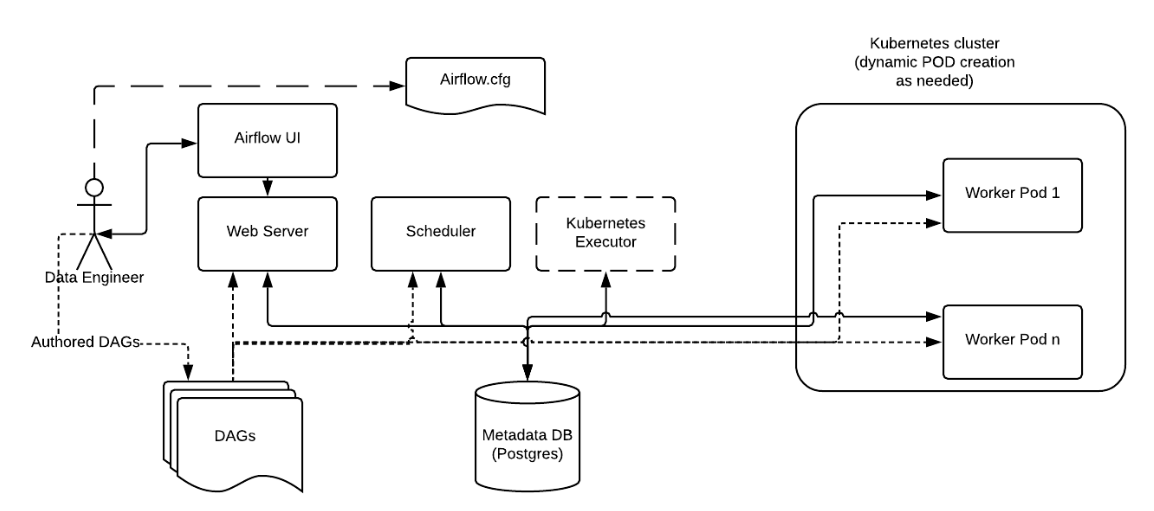 Kubernetes cluster
(dynamic POD creation
as needed)
Airflow.cfg
Airflow UI
Web Server
Scheduler
Kubernetes
Executor
Worker Pod 1
Data Engineer
Authored DAGs
Worker Pod n
DAGs
Metadata DB
(Postgres)